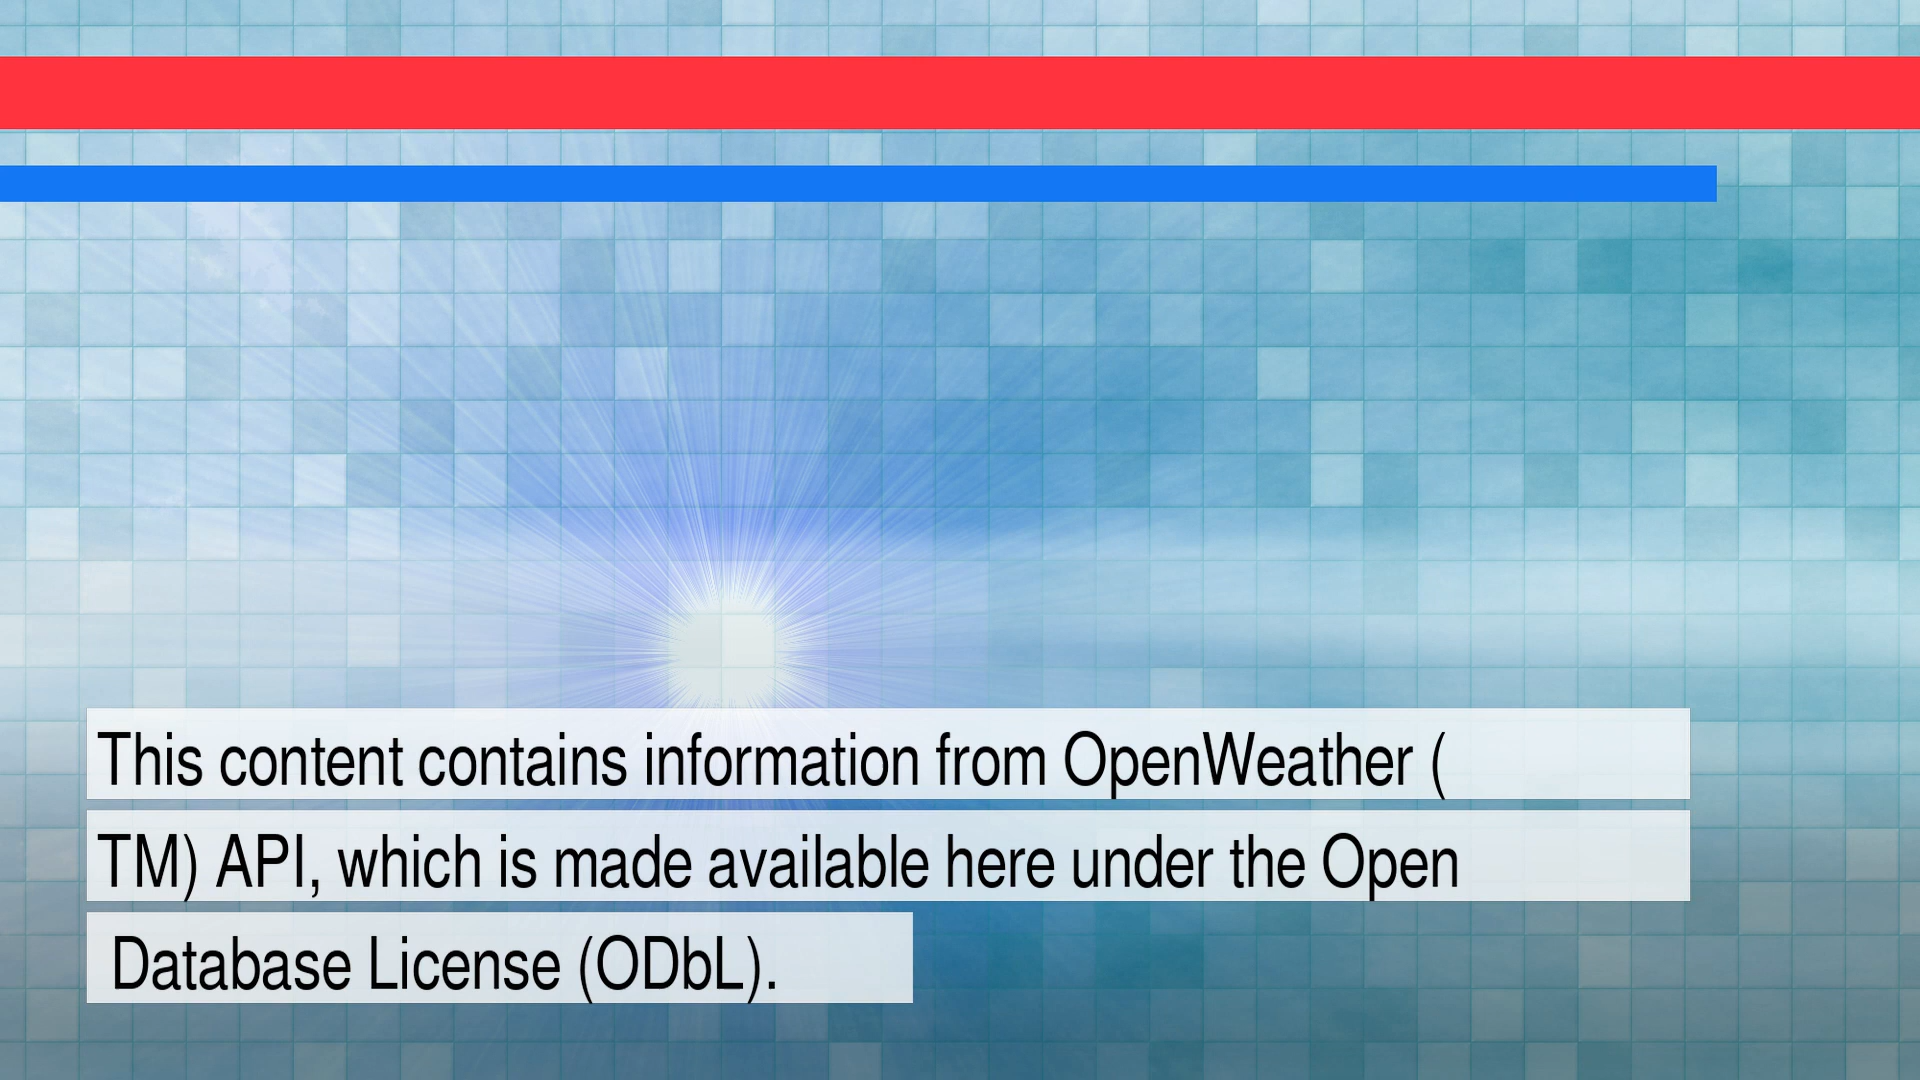 This content contains information from OpenWeather (
TM) API, which is made available here under the Open
Database License (ODbL).